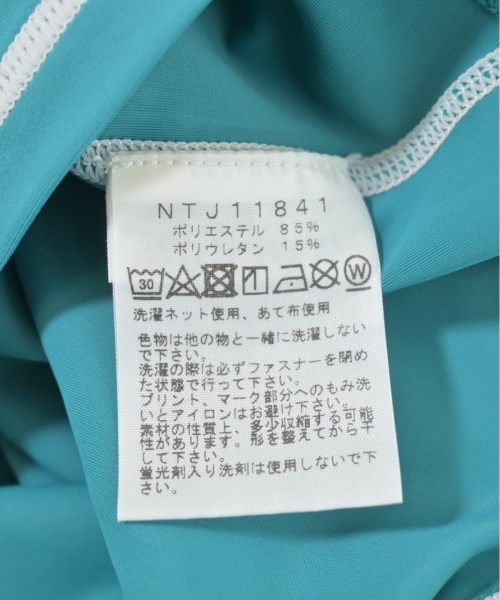 NTJ11841
ポリエステル 85%
ポリウレタン 15%
30 W
洗濯ネット使用、あて布使用
色物は他の物と一緒に洗濯しない
で下さい。
洗濯の際は必ずファスナーを閉め
た状態で行って下さい。
プリント、マーク部分へのもみ洗
いとアイロンはお避け下さい。
素材の性質上、多少収縮する可能
性があります。形を整えてから干
して下さい。
蛍光剤入り洗剤は使用しないで下
さい。